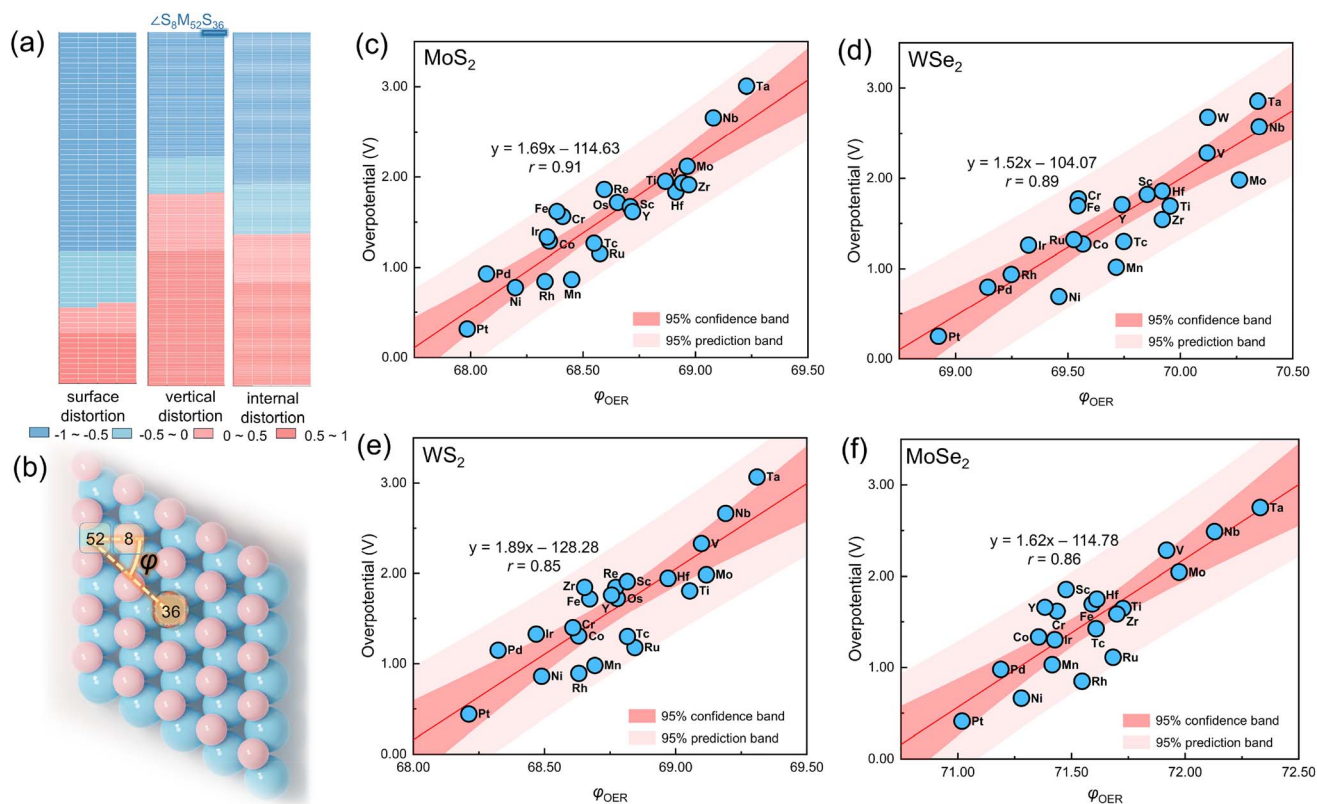 (a)
∠S₈M₅₂S₃₆
surface
distortion
vertical
distortion
internal
distortion
-1 ~ -0.5
-0.5 ~ 0
0 ~ 0.5
0.5 ~ 1
(b)
52
8
φ
36
(c)
MoS₂
y = 1.69x − 114.63
r = 0.91
Ta
Nb
Mo
V
Ti
Zr
Hf
Re
Os
Sc
Y
Fe
Cr
Ir
Co
Tc
Ru
Pd
Ni
Rh
Mn
Pt
95% confidence band
95% prediction band
3.00
2.00
1.00
0.00
Overpotential (V)
68.00
68.50
69.00
69.50
φOER
(d)
WSe₂
y = 1.52x − 104.07
r = 0.89
Ta
W
Nb
V
Mo
Sc
Hf
Cr
Fe
Y
Ti
Zr
Ru
Co
Tc
Ir
Rh
Mn
Pd
Ni
Pt
95% confidence band
95% prediction band
3.00
2.00
1.00
0.00
Overpotential (V)
69.00
69.50
70.00
70.50
φOER
(e)
WS₂
y = 1.89x − 128.28
r = 0.85
Ta
Nb
V
Mo
Hf
Ti
Re
Sc
Zr
Fe
Y
Os
Cr
Ir
Co
Tc
Ru
Pd
Ni
Mn
Rh
Pt
95% confidence band
95% prediction band
3.00
2.00
1.00
0.00
Overpotential (V)
68.00
68.50
69.00
69.50
φOER
(f)
MoSe₂
y = 1.62x − 114.78
r = 0.86
Ta
Nb
V
Mo
Sc
Hf
Y
Fe
Ti
Cr
Zr
Co
Ir
Tc
Pd
Mn
Ru
Rh
Ni
Pt
95% confidence band
95% prediction band
3.00
2.00
1.00
0.00
Overpotential (V)
71.00
71.50
72.00
72.50
φOER